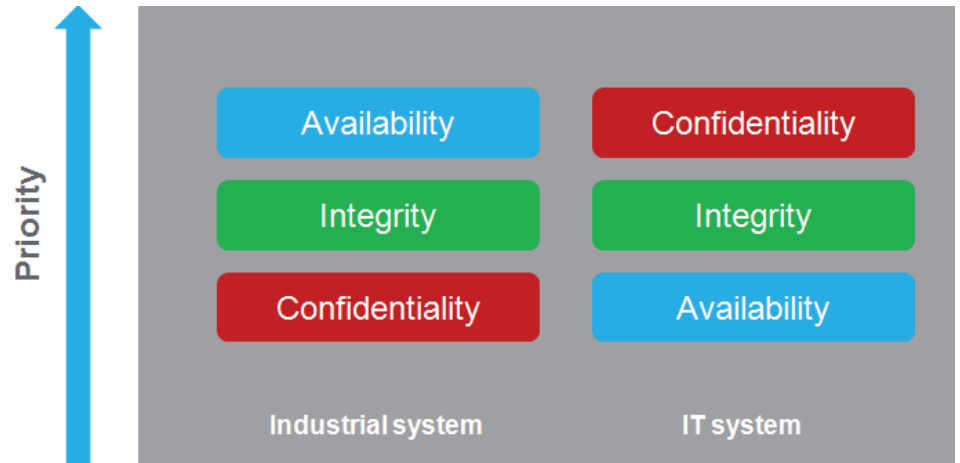 Priority
Availability
Confidentiality
Integrity
Integrity
Confidentiality
Availability
Industrial system
IT system